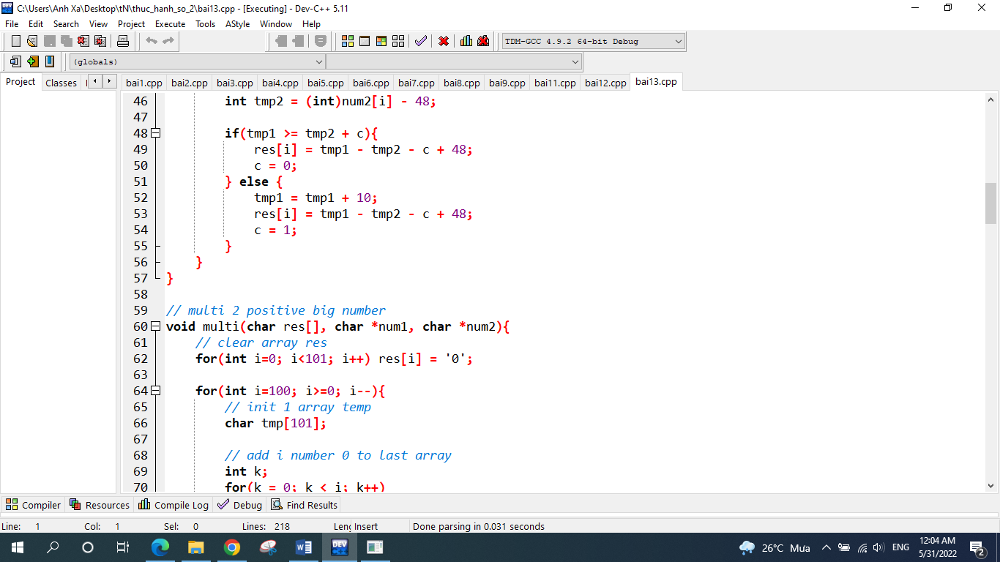 C:\Users\Anh Xa\Desktop\tN\thuc_hanh_so_2\bai13.cpp - [Executing] - Dev-C++ 5.11
File Edit Search View Project Execute Tools AStyle Window Help
TDM-GCC 4.9.2 64-bit Debug
(globals)
Project Classes bai1.cpp bai2.cpp bai3.cpp bai4.cpp bai5.cpp bai6.cpp bai7.cpp bai8.cpp bai9.cpp bai11.cpp bai12.cpp bai13.cpp
46 int tmp2 = (int)num2[i] - 48;
47
48 if(tmp1 >= tmp2 + c){
49 res[i] = tmp1 - tmp2 - c + 48;
50 c = 0;
51 } else {
52 tmp1 = tmp1 + 10;
53 res[i] = tmp1 - tmp2 - c + 48;
54 c = 1;
55 }
56 }
57 }
58
59 // multi 2 positive big number
60 void multi(char res[], char *num1, char *num2){
61 // clear array res
62 for(int i=0; i<101; i++) res[i] = '0';
63
64 for(int i=100; i>=0; i--){
65 // init 1 array temp
66 char tmp[101];
67
68 // add i number 0 to last array
69 int k;
70 for(k = 0; k < i; k++)
Compiler Resources Compile Log Debug Find Results
Line: 1 Col: 1 Sel: 0 Lines: 218 Insert Done parsing in 0.031 seconds
26°C Mưa ENG 12:04 AM
5/31/2022 2